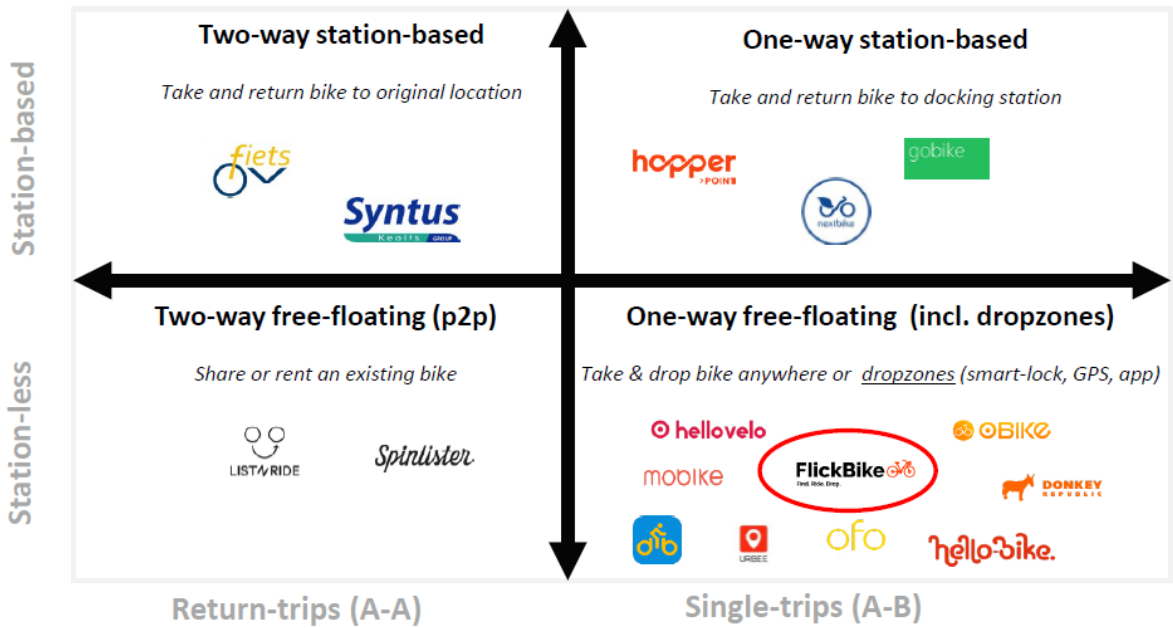 Two-way station-based
Take and return bike to original location
fiets
Syntus
Keolis GROUP
One-way station-based
Take and return bike to docking station
hopper
>POINT
gobike
nextbike
Two-way free-floating (p2p)
Share or rent an existing bike
LISTNRIDE
Spinlister
One-way free-floating (incl. dropzones)
Take & drop bike anywhere or dropzones (smart-lock, GPS, app)
hellovelo
OBIKE
mobike
FlickBike
Find. Ride. Drop.
DONKEY
REPUBLIC
URBEE
ofo
hello-bike.
Station-based
Station-less
Return-trips (A-A)
Single-trips (A-B)